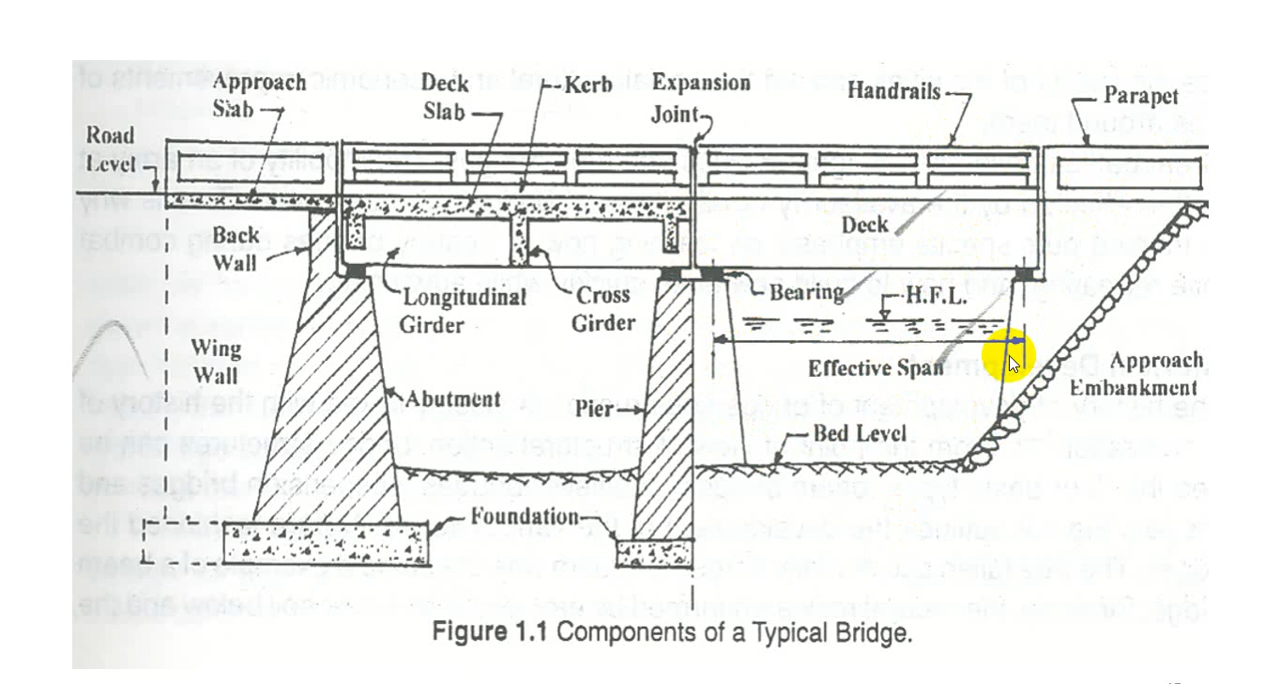 Approach
Slab
Deck
Slab
Kerb
Expansion
Joint
Handrails
Parapet
Road
Level
Back
Wall
Deck
Longitudinal
Girder
Cross
Girder
Bearing
H.F.L.
Wing
Wall
Effective Span
Approach
Embankment
Abutment
Pier
Bed Level
Foundation
Figure 1.1 Components of a Typical Bridge.